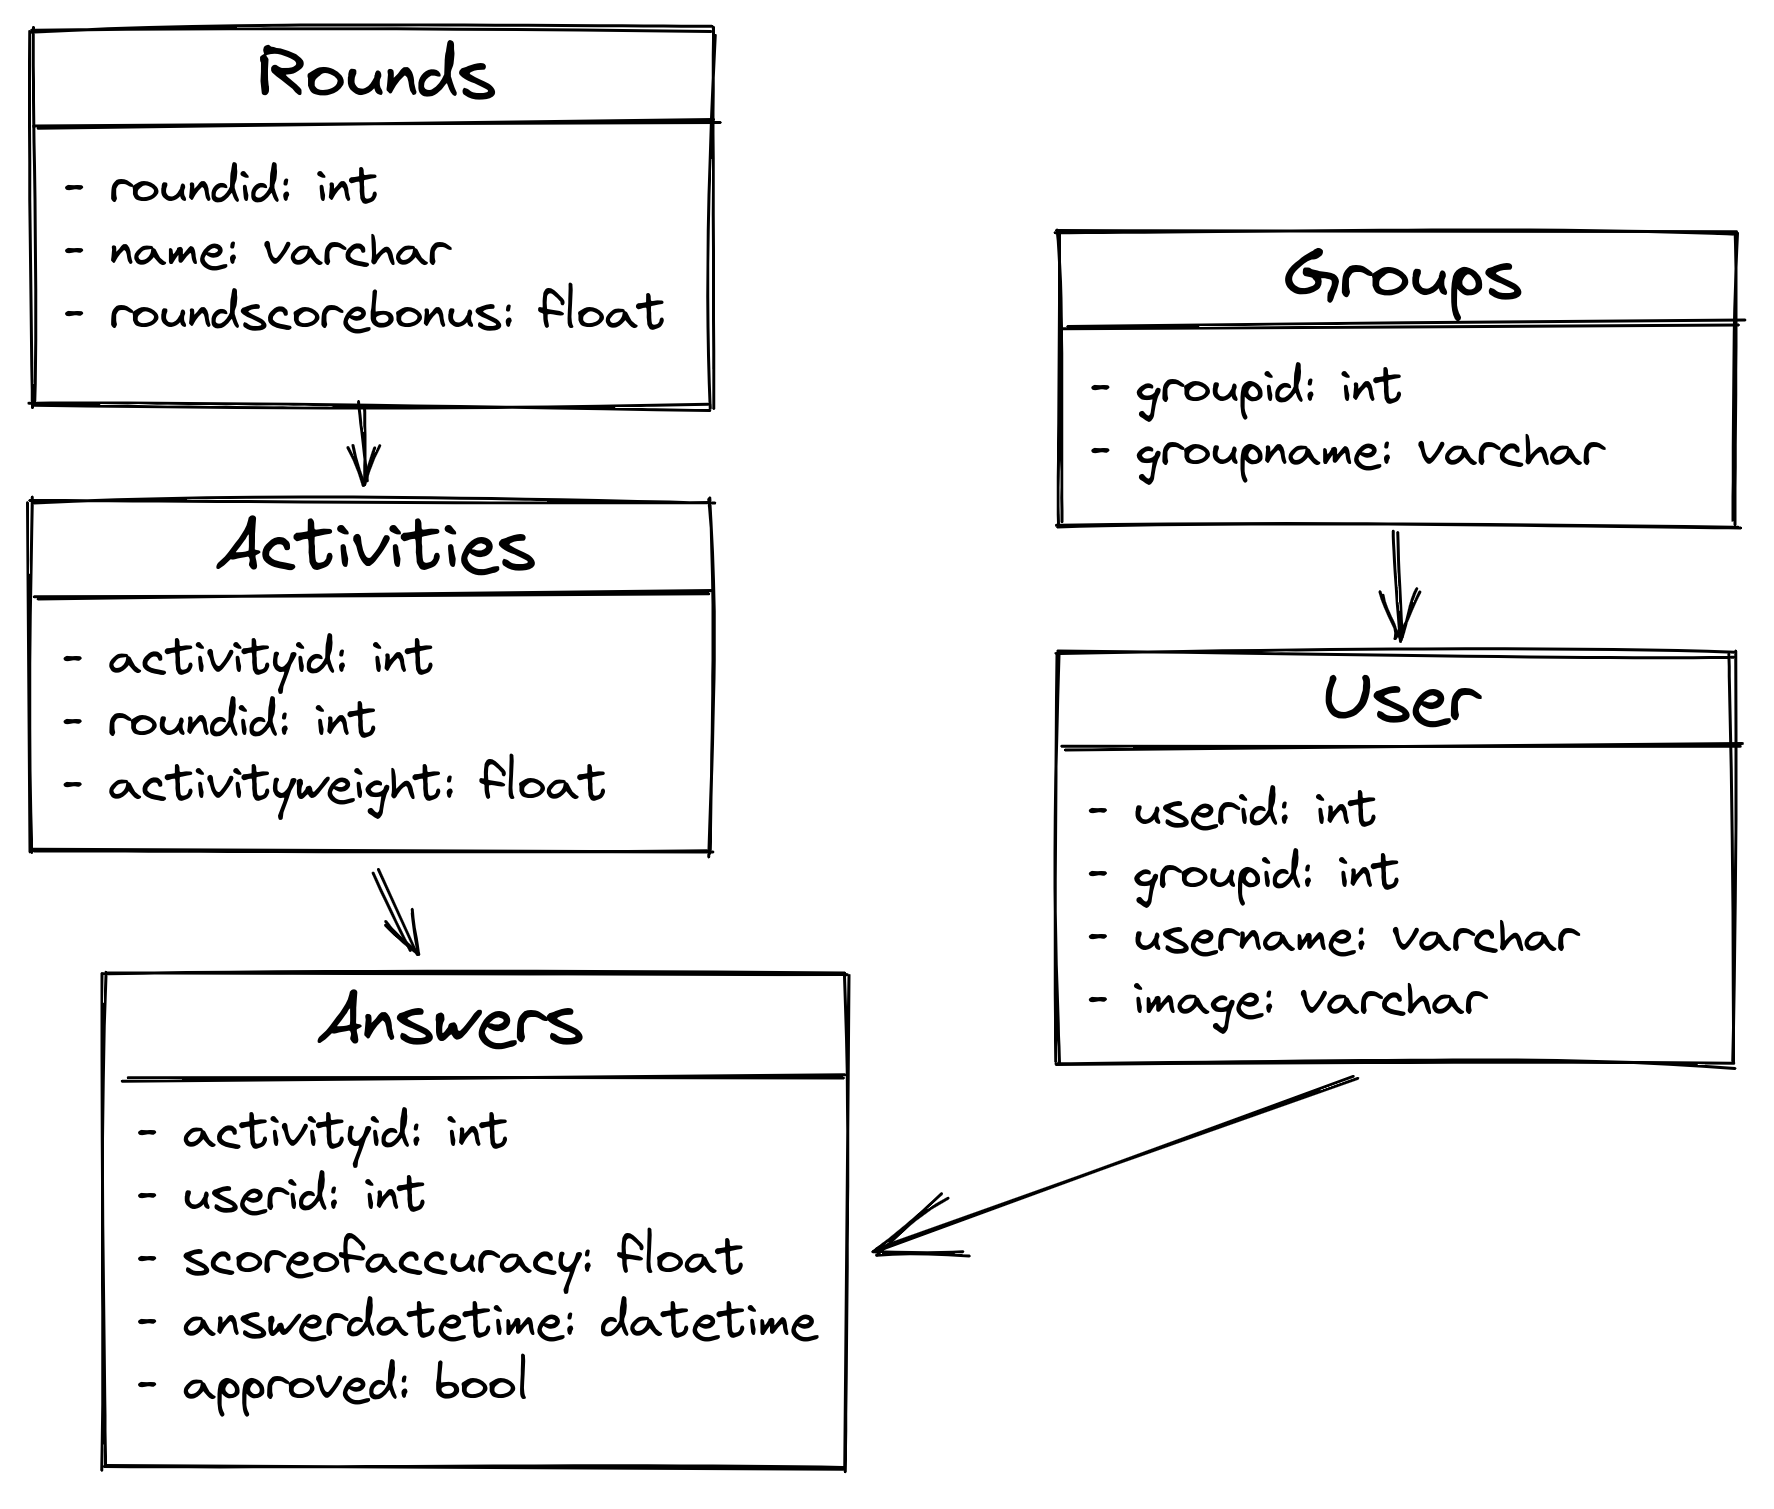 Rounds
- roundid: int
- name: varchar
- roundscorebonus: float
Activities
- activityid: int
- roundid: int
- activityweight: float
Answers
- activityid: int
- userid: int
- scoreofaccuracy: float
- answerdatetime: datetime
- approved: bool
Groups
- groupid: int
- groupname: varchar
User
- userid: int
- groupid: int
- username: varchar
- image: varchar